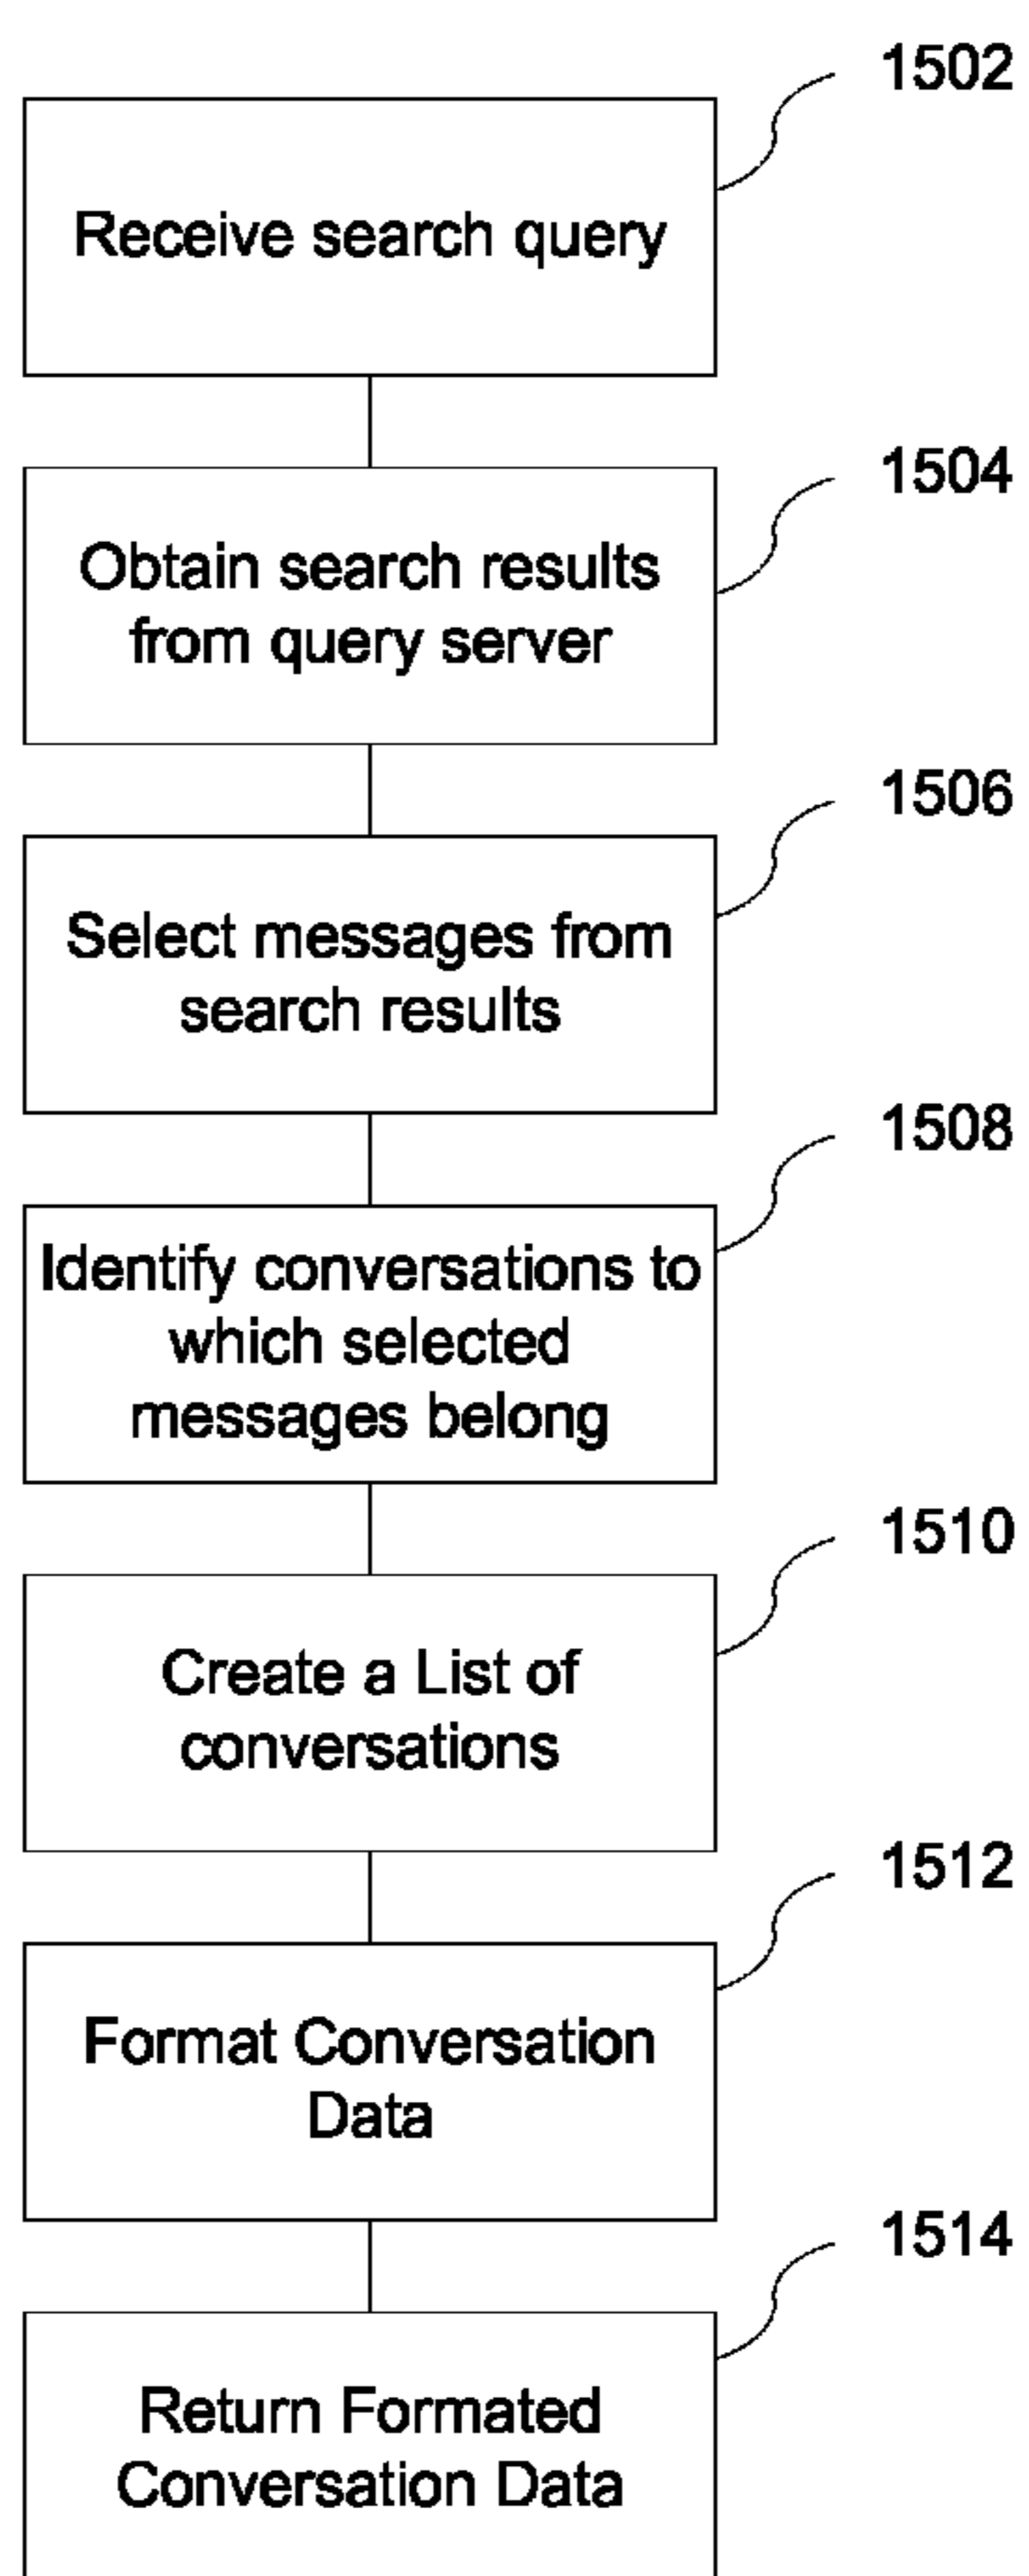 1502
Receive search query
1504
Obtain search results
from query server
1506
Select messages from
search results
1508
Identify conversations to
which selected
messages belong
1510
Create a List of
conversations
1512
Format Conversation
Data
1514
Return Formated
Conversation Data